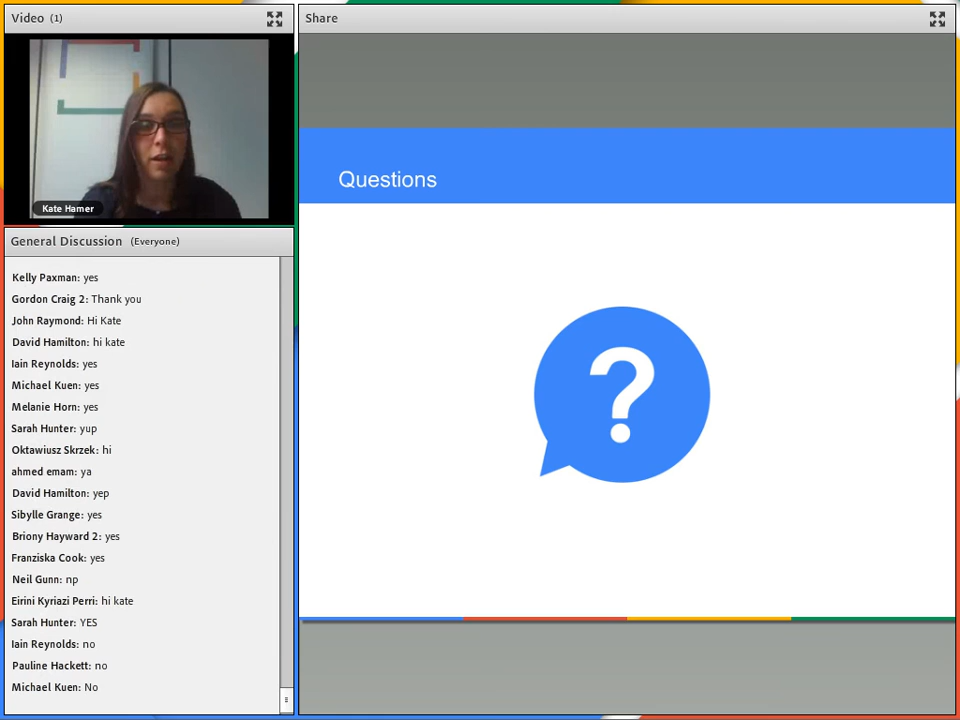 Video (1)
Kate Hamer
General Discussion (Everyone)
Kelly Paxman: yes
Gordon Craig 2: Thank you
John Raymond: Hi Kate
David Hamilton: hi kate
Iain Reynolds: yes
Michael Kuen: yes
Melanie Horn: yes
Sarah Hunter: yup
Oktawiusz Skrzek: hi
ahmed emam: ya
David Hamilton: yep
Sibylle Grange: yes
Briony Hayward 2: yes
Franziska Cook: yes
Neil Gunn: np
Eirini Kyriazi Perri: hi kate
Sarah Hunter: YES
Iain Reynolds: no
Pauline Hackett: no
Michael Kuen: No
Share
Questions
?